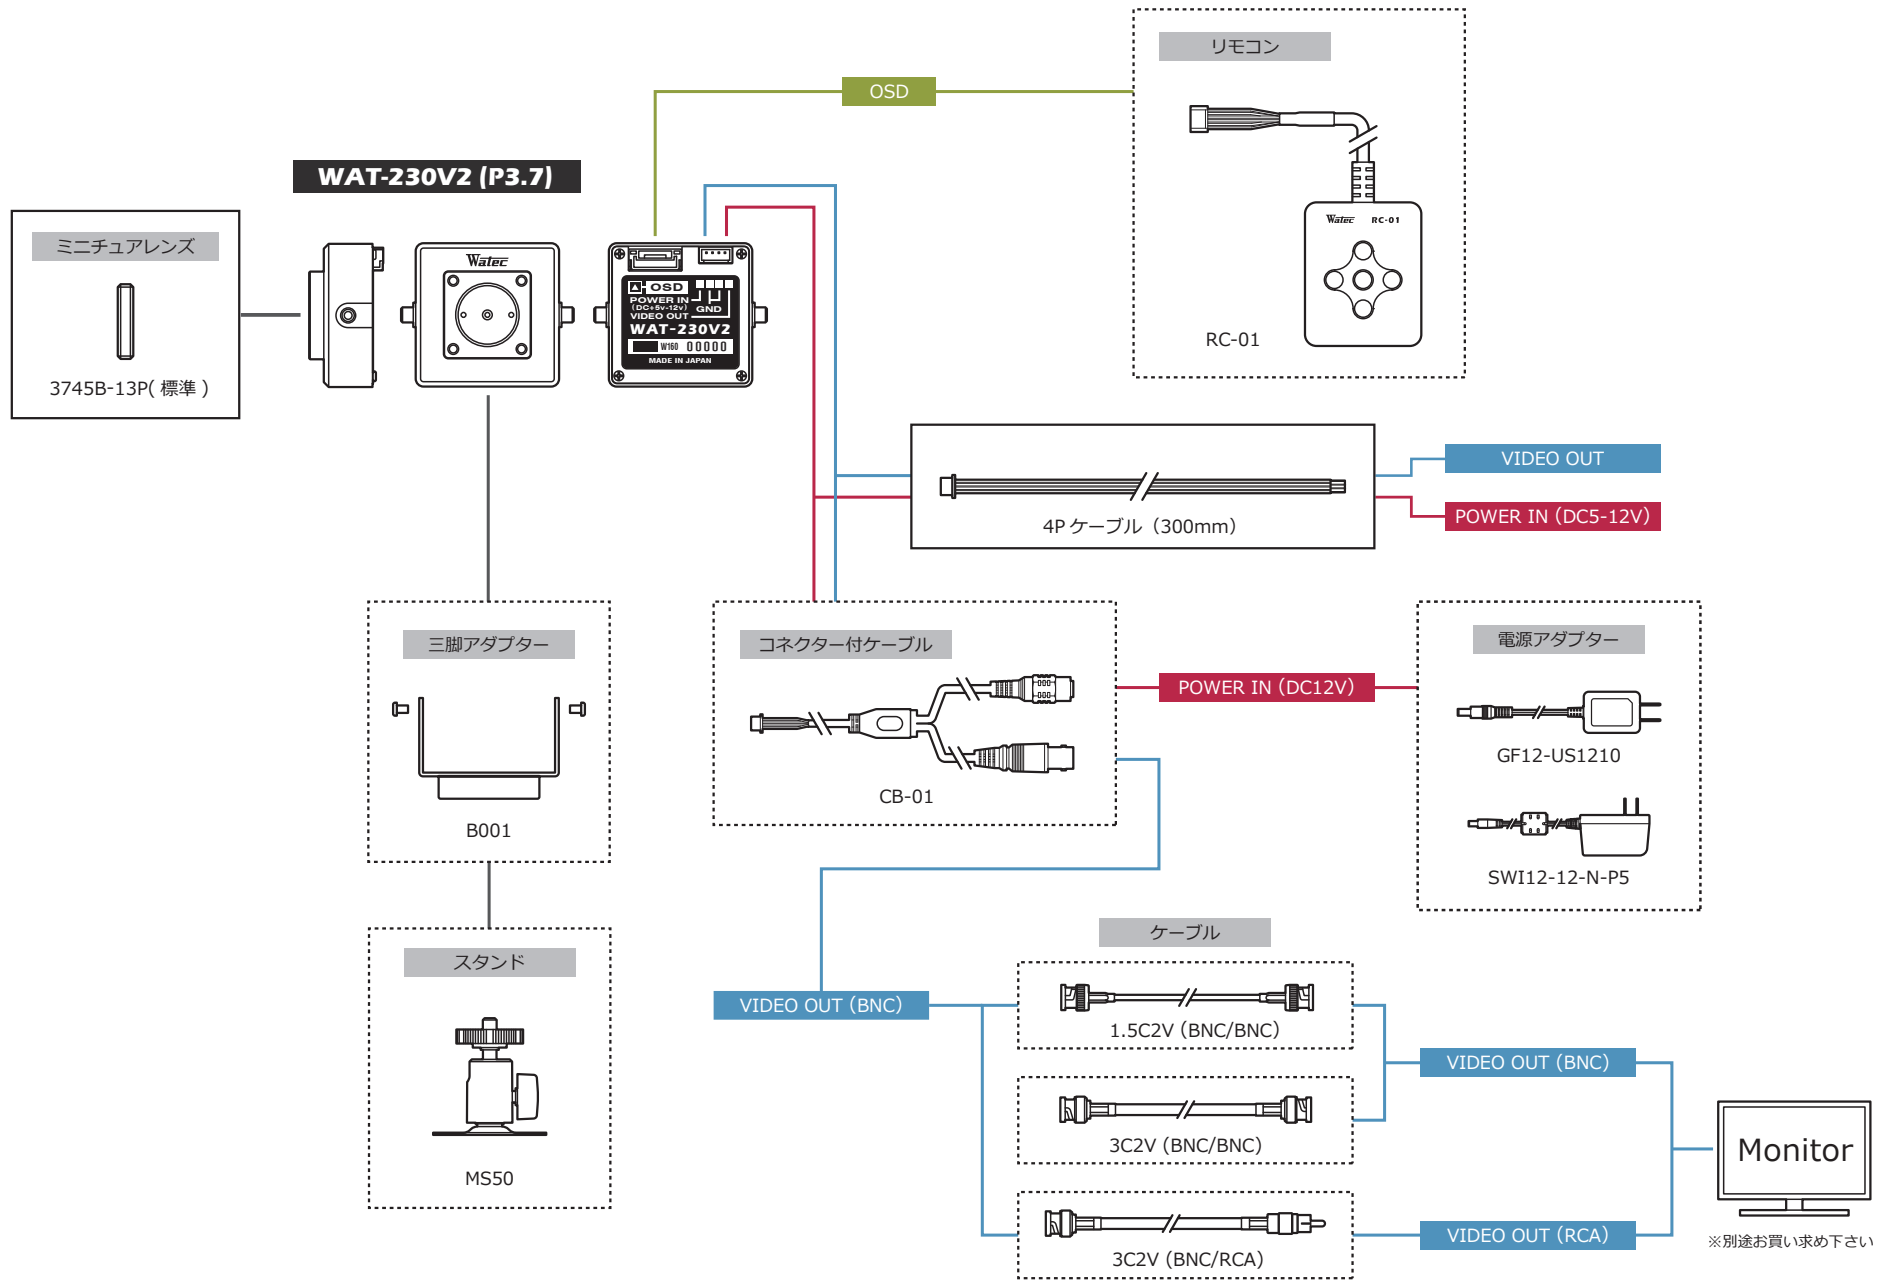 リモコン
OSD
WAT-230V2 (P3.7)
Watec RC-01
ミニチュアレンズ
Watec
OSD
POWER IN
(DC+5v-12v) GND
VIDEO OUT
WAT-230V2
W160 00000
MADE IN JAPAN
RC-01
3745B-13P( 標準 )
VIDEO OUT
4P ケーブル（300mm）
POWER IN (DC5-12V)
三脚アダプター
コネクター付ケーブル
電源アダプター
POWER IN (DC12V)
GF12-US1210
CB-01
B001
SWI12-12-N-P5
ケーブル
スタンド
VIDEO OUT (BNC)
1.5C2V (BNC/BNC)
VIDEO OUT (BNC)
3C2V (BNC/BNC)
Monitor
MS50
VIDEO OUT (RCA)
※別途お買い求め下さい
3C2V (BNC/RCA)